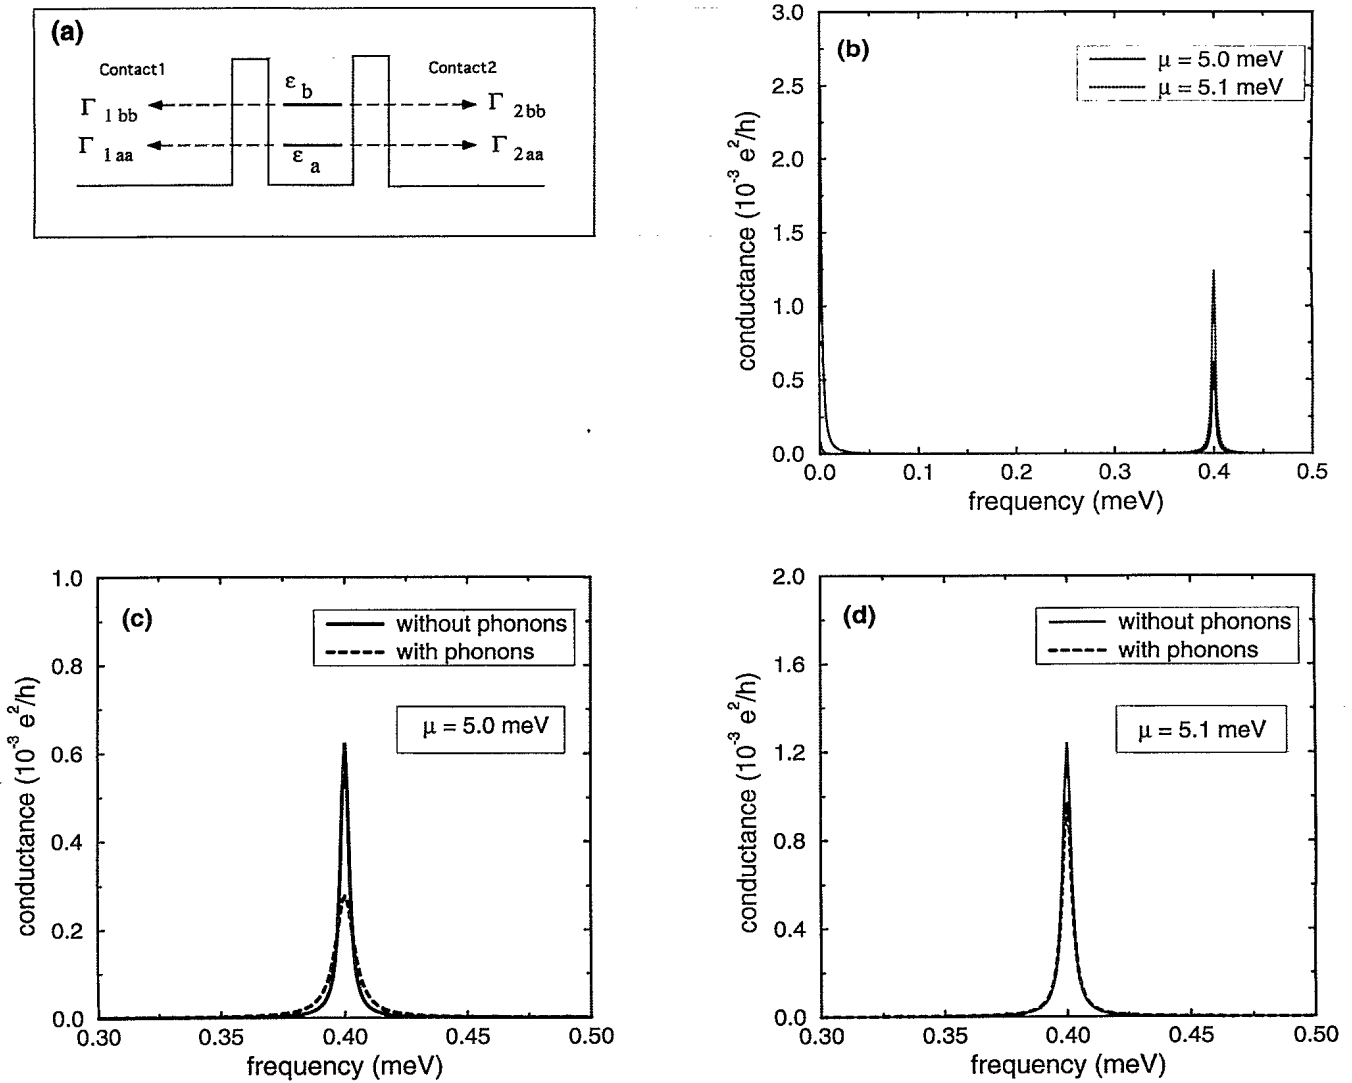 (a)
Contact1
Contact2
ε b
Γ 1 bb
Γ 2 bb
Γ 1 aa
Γ 2 aa
ε a
(b)
μ = 5.0 meV
μ = 5.1 meV
conductance (10⁻³ e²/h)
3.0
2.5
2.0
1.5
1.0
0.5
0.0
0.0 0.1 0.2 0.3 0.4 0.5
frequency (meV)
(c)
without phonons
with phonons
μ = 5.0 meV
conductance (10⁻³ e²/h)
1.0
0.8
0.6
0.4
0.2
0.0
0.30 0.35 0.40 0.45 0.50
frequency (meV)
(d)
without phonons
with phonons
μ = 5.1 meV
conductance (10⁻³ e²/h)
2.0
1.6
1.2
0.8
0.4
0.0
0.30 0.35 0.40 0.45 0.50
frequency (meV)